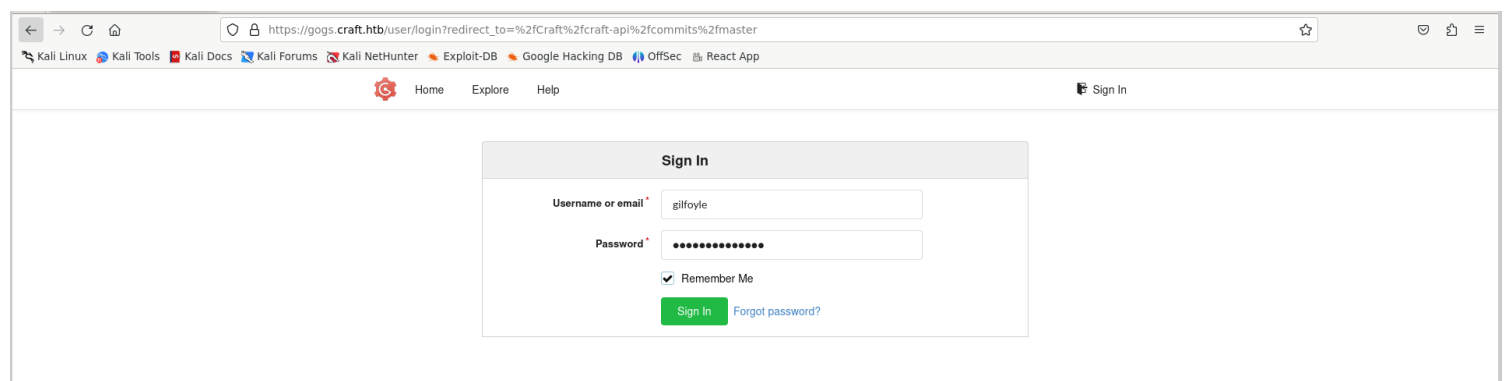 https://gogs.craft.htb/user/login?redirect_to=%2fCraft%2fcraft-api%2fcommits%2fmaster
Kali Linux Kali Tools Kali Docs Kali Forums Kali NetHunter Exploit-DB Google Hacking DB OffSec React App
Home Explore Help Sign In
Sign In
Username or email * gilfoyle
Password * ●●●●●●●●●●●●●●
Remember Me
Sign In Forgot password?